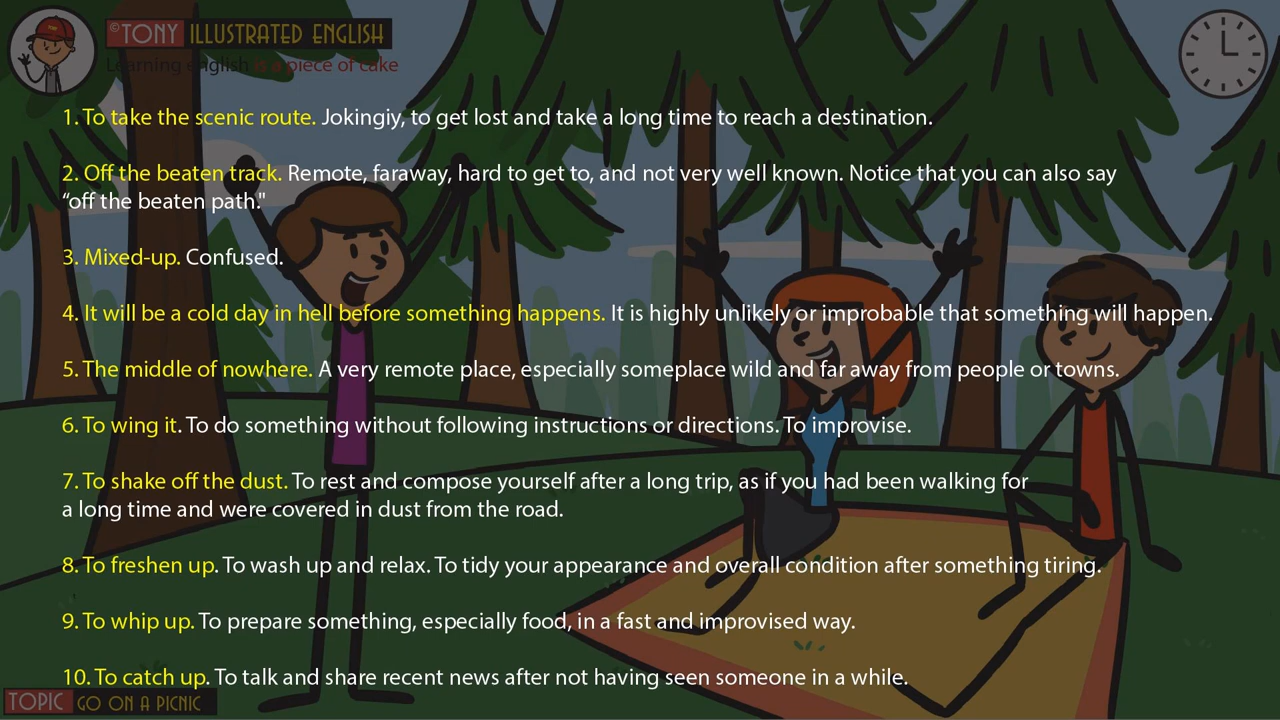 ©TONY ILLUSTRATED ENGLISH
Learning english is a piece of cake
1. To take the scenic route. Jokingiy, to get lost and take a long time to reach a destination.
2. Off the beaten track. Remote, faraway, hard to get to, and not very well known. Notice that you can also say
“off the beaten path."
3. Mixed-up. Confused.
4. It will be a cold day in hell before something happens. It is highly unlikely or improbable that something will happen.
5. The middle of nowhere. A very remote place, especially someplace wild and far away from people or towns.
6. To wing it. To do something without following instructions or directions. To improvise.
7. To shake off the dust. To rest and compose yourself after a long trip, as if you had been walking for
a long time and were covered in dust from the road.
8. To freshen up. To wash up and relax. To tidy your appearance and overall condition after something tiring.
9. To whip up. To prepare something, especially food, in a fast and improvised way.
10. To catch up. To talk and share recent news after not having seen someone in a while.
TOPIC GO ON A PICNIC